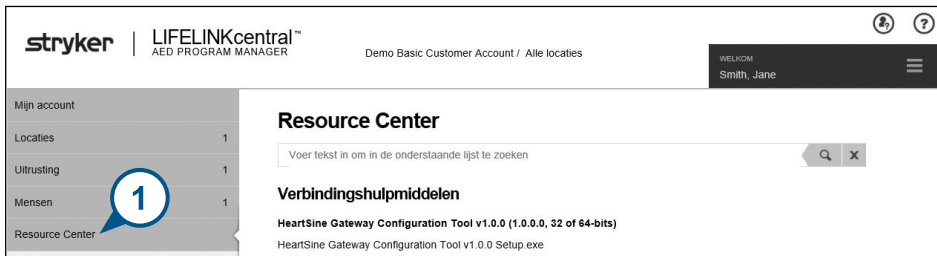 stryker
LIFELINKcentral™
AED PROGRAM MANAGER
Demo Basic Customer Account / Alle locaties
?
?
WELKOM
Smith, Jane
Mijn account
Locaties 1
Uitrusting 1
Mensen 1
Resource Center
1
Resource Center
Voer tekst in om in de onderstaande lijst te zoeken
X
Verbindingshulpmiddelen
HeartSine Gateway Configuration Tool v1.0.0 (1.0.0.0, 32 of 64-bits)
HeartSine Gateway Configuration Tool v1.0.0 Setup.exe